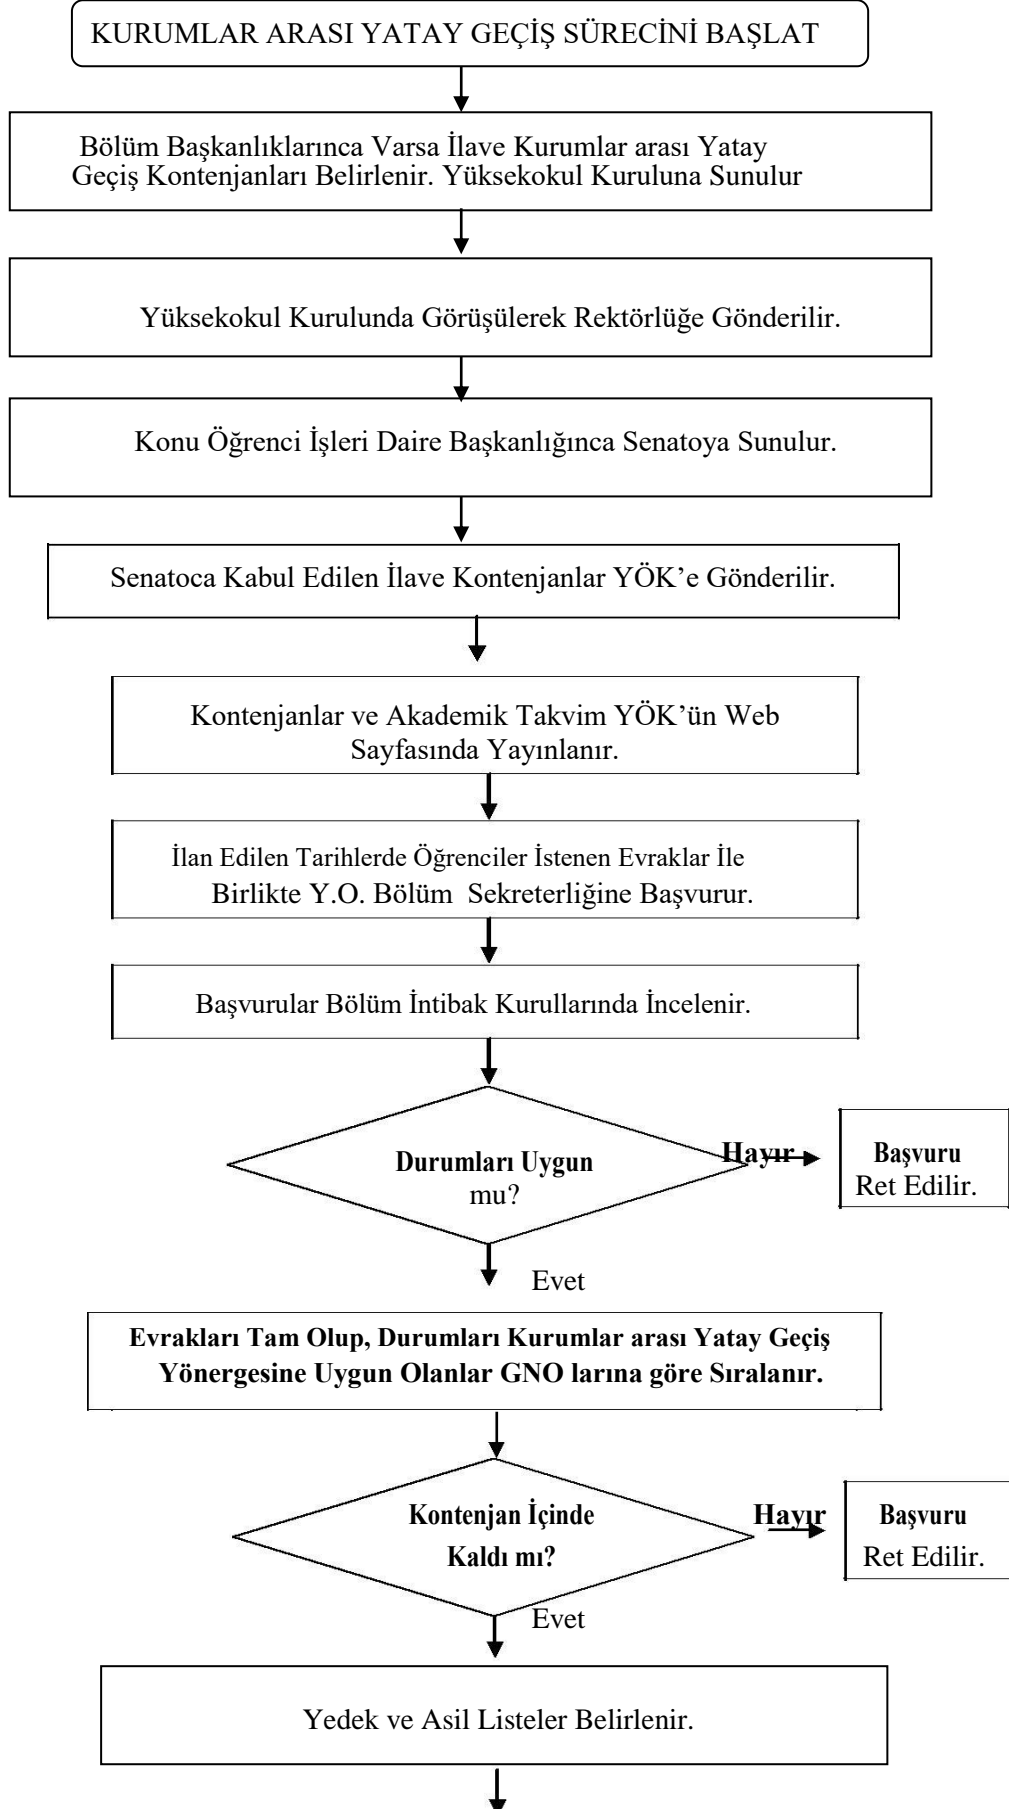 KURUMLAR ARASI YATAY GEÇİŞ SÜRECİNİ BAŞLAT
Bölüm Başkanlıklarınca Varsa İlave Kurumlar arası Yatay
Geçiş Kontenjanları Belirlenir. Yüksekokul Kuruluna Sunulur
Yüksekokul Kurulunda Görüşülerek Rektörlüğe Gönderilir.
Konu Öğrenci İşleri Daire Başkanlığınca Senatoya Sunulur.
Senatoca Kabul Edilen İlave Kontenjanlar YÖK’e Gönderilir.
Kontenjanlar ve Akademik Takvim YÖK’ün Web
Sayfasında Yayınlanır.
İlan Edilen Tarihlerde Öğrenciler İstenen Evraklar İle
Birlikte Y.O. Bölüm Sekreterliğine Başvurur.
Başvurular Bölüm İntibak Kurullarında İncelenir.
Durumları Uygun
mu?
Hayır
Başvuru
Ret Edilir.
Evet
Evrakları Tam Olup, Durumları Kurumlar arası Yatay Geçiş
Yönergesine Uygun Olanlar GNO larına göre Sıralanır.
Kontenjan İçinde
Kaldı mı?
Hayır
Başvuru
Ret Edilir.
Evet
Yedek ve Asil Listeler Belirlenir.